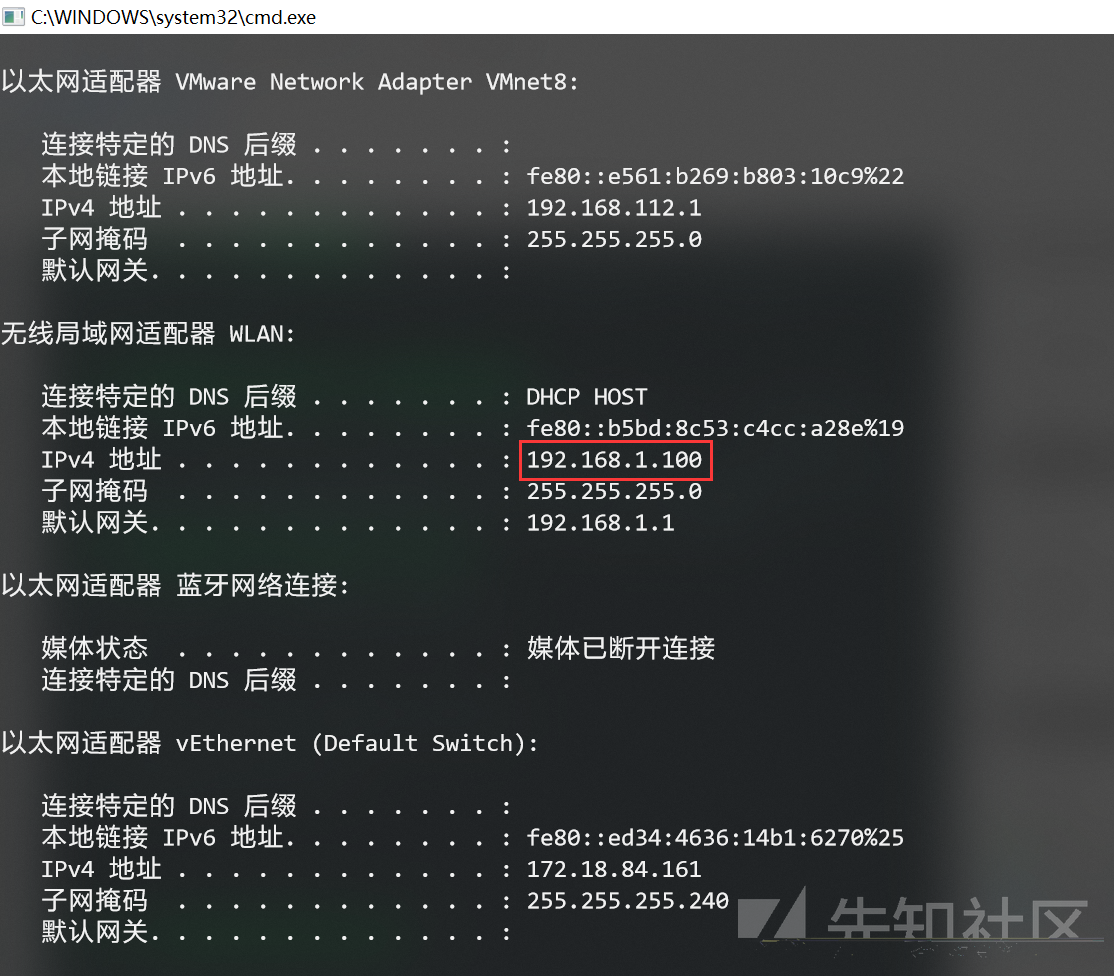 C:\WINDOWS\system32\cmd.exe
以太网适配器 VMware Network Adapter VMnet8:
连接特定的 DNS 后缀 . . . . . . . :
本地链接 IPv6 地址. . . . . . . . : fe80::e561:b269:b803:10c9%22
IPv4 地址 . . . . . . . . . . . . : 192.168.112.1
子网掩码  . . . . . . . . . . . . : 255.255.255.0
默认网关. . . . . . . . . . . . . :
无线局域网适配器 WLAN:
连接特定的 DNS 后缀 . . . . . . . : DHCP HOST
本地链接 IPv6 地址. . . . . . . . : fe80::b5bd:8c53:c4cc:a28e%19
IPv4 地址 . . . . . . . . . . . . : 192.168.1.100
子网掩码  . . . . . . . . . . . . : 255.255.255.0
默认网关. . . . . . . . . . . . . : 192.168.1.1
以太网适配器 蓝牙网络连接:
媒体状态  . . . . . . . . . . . . : 媒体已断开连接
连接特定的 DNS 后缀 . . . . . . . :
以太网适配器 vEthernet (Default Switch):
连接特定的 DNS 后缀 . . . . . . . :
本地链接 IPv6 地址. . . . . . . . : fe80::ed34:4636:14b1:6270%25
IPv4 地址 . . . . . . . . . . . . : 172.18.84.161
子网掩码  . . . . . . . . . . . . : 255.255.255.240
默认网关. . . . . . . . . . . . . :
先知社区